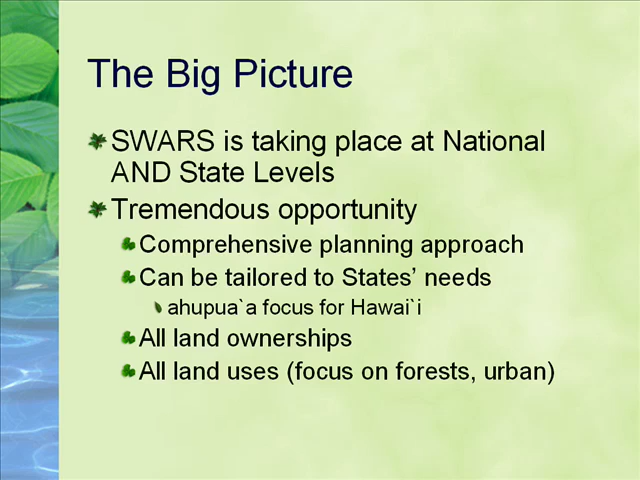 The Big Picture
SWARS is taking place at National
AND State Levels
Tremendous opportunity
Comprehensive planning approach
Can be tailored to States’ needs
ahupua`a focus for Hawai`i
All land ownerships
All land uses (focus on forests, urban)